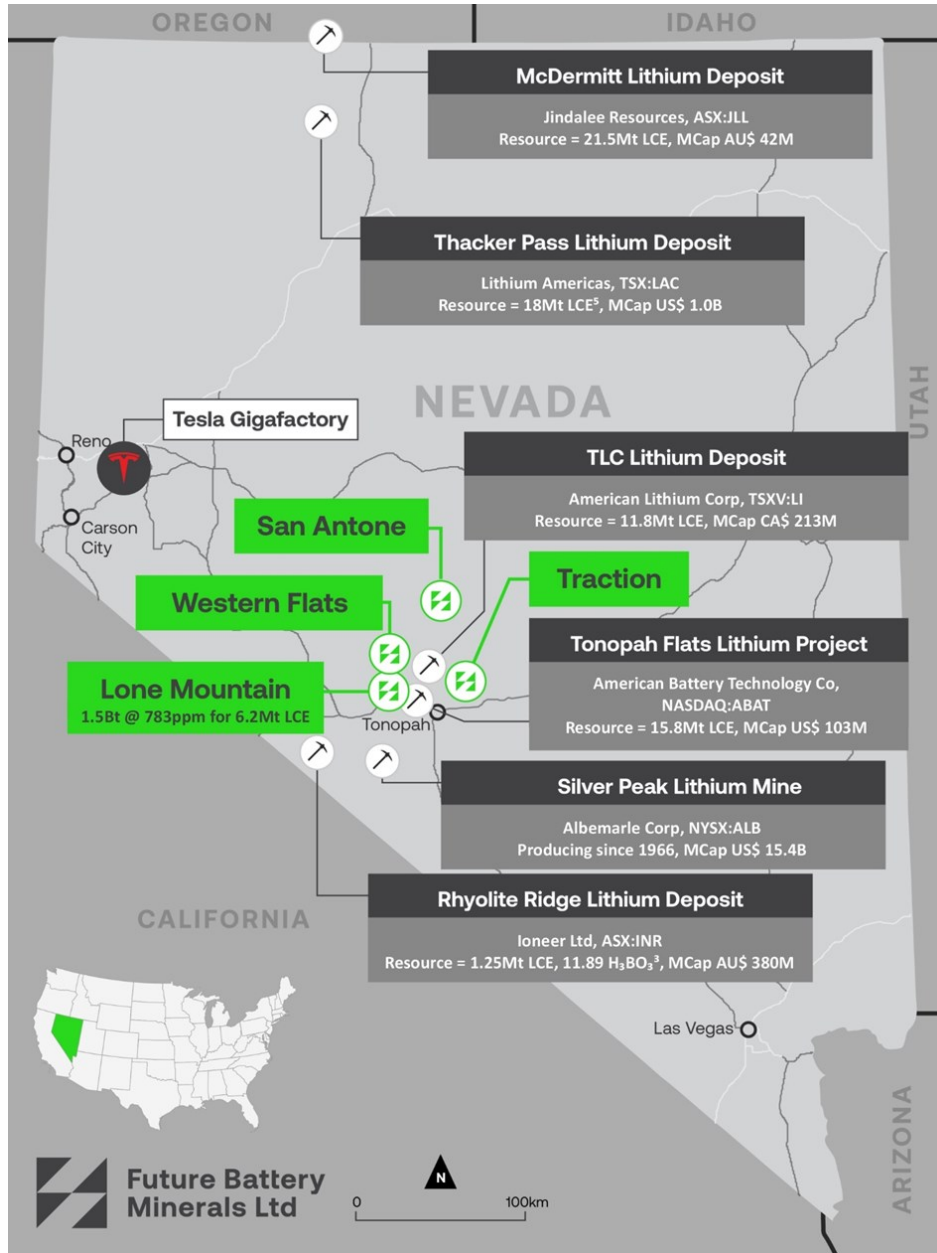 OREGON
IDAHO
McDermitt Lithium Deposit
Jindalee Resources, ASX:JLL
Resource = 21.5Mt LCE, MCap AU$ 42M
Thacker Pass Lithium Deposit
Lithium Americas, TSX:LAC
Resource = 18Mt LCE⁵, MCap US$ 1.0B
NEVADA
UTAH
Tesla Gigafactory
Reno
Carson
City
TLC Lithium Deposit
American Lithium Corp, TSXV:LI
Resource = 11.8Mt LCE, MCap CA$ 213M
San Antone
Traction
Western Flats
Tonopah Flats Lithium Project
American Battery Technology Co,
NASDAQ:ABAT
Resource = 15.8Mt LCE, MCap US$ 103M
Lone Mountain
1.5Bt @ 783ppm for 6.2Mt LCE
Tonopah
Silver Peak Lithium Mine
Albemarle Corp, NYSX:ALB
Producing since 1966, MCap US$ 15.4B
Rhyolite Ridge Lithium Deposit
Ioneer Ltd, ASX:INR
Resource = 1.25Mt LCE, 11.89 H₃BO₃³, MCap AU$ 380M
CALIFORNIA
Las Vegas
ARIZONA
Future Battery
Minerals Ltd
N
0 100km